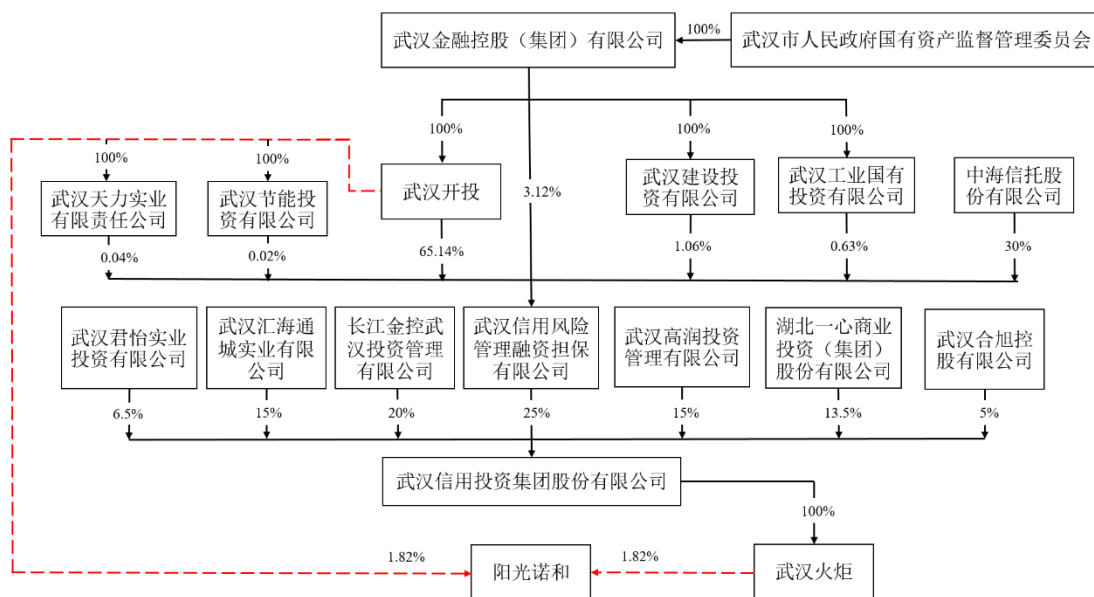 武汉金融控股（集团）有限公司
100%
武汉市人民政府国有资产监督管理委员会
100%
100%
100%
100%
100%
武汉天力实业
有限责任公司
武汉节能投
资有限公司
武汉开投
3.12%
武汉建设投
资有限公司
武汉工业国有
投资有限公司
中海信托股
份有限公司
0.04%
0.02%
65.14%
1.06%
0.63%
30%
武汉君怡实业
投资有限公司
武汉汇海通
城实业有限
公司
长江金控武
汉投资管理
有限公司
武汉信用风险
管理融资担保
有限公司
武汉高润投资
管理有限公司
湖北一心商业
投资（集团）
股份有限公司
武汉合旭控
股有限公司
6.5%
15%
20%
25%
15%
13.5%
5%
武汉信用投资集团股份有限公司
100%
1.82%
阳光诺和
1.82%
武汉火炬